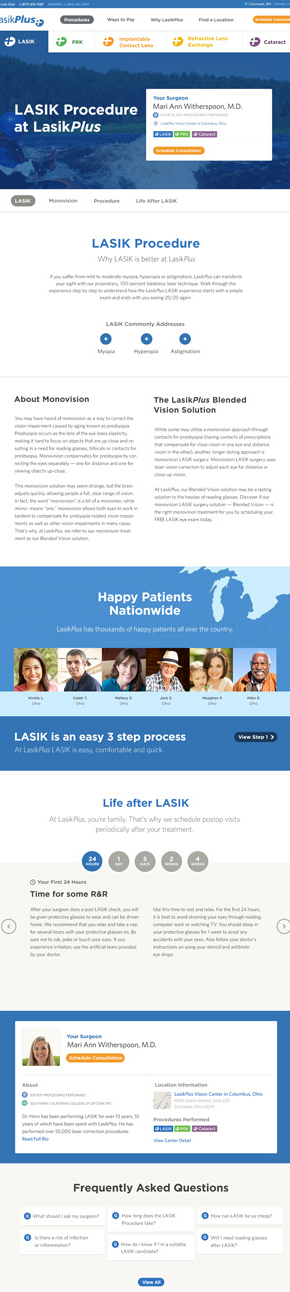 LasikPlus
Procedures
Ways to Pay
Why LasikPlus
Find a Location
Schedule Consultation
LASIK
PRK
Implantable
Contact Lens
Refractive Lens
Exchange
Cataract
LASIK Procedure
at LasikPlus
Your Surgeon
Mari Ann Witherspoon, M.D.
LasikPlus Vision Center in Columbus, Ohio
LASIK
PRK
Cataract
Schedule Consultation
LASIK
Monovision
Procedure
Life After LASIK
LASIK Procedure
Why LASIK is better at LasikPlus
If you suffer from mild to moderate myopia, hyperopia or astigmatism, LasikPlus can transform
your sight with our proprietary, 100-percent bladeless laser technique. Walk through the
experience step by step to understand how the LasikPlus LASIK experience starts with a simple
exam and ends with you seeing 20/20 again.
LASIK Commonly Addresses
Myopia
Hyperopia
Astigmatism
About Monovision
You may have heard of monovision as a way to correct the
vision impairment caused by aging known as presbyopia.
Presbyopia occurs as the lens of the eye loses elasticity,
making it hard to focus on objects that are up close and re-
sulting in a need for reading glasses, bifocals or contacts for
presbyopia. Monovision compensates for presbyopia by cor-
recting the eyes separately — one for distance and one for
viewing objects up-close.
This monovision solution may seem strange, but the brain
adjusts quickly, allowing people a full, clear range of vision.
In fact, the word "monovision" is a bit of a misnomer; while
mono- means "one," monovision allows both eyes to work in
tandem to compensate for presbyopia-related vision impair-
ments as well as other vision impairments in many cases.
That's why, at LasikPlus, we refer to our monovision treat-
ment as our Blended Vision solution.
The LasikPlus Blended
Vision Solution
While some may utilize a monovision approach through
contacts for presbyopia (having contacts of prescriptions
that compensate for close vision in one eye and distance
vision in the other), another, longer lasting approach is
monovision LASIK surgery. Monovision LASIK surgery uses
laser vision correction to adjust each eye for distance or
close-up vision.
At LasikPlus, our Blended Vision solution may be a lasting
solution to the hassles of reading glasses. Discover if our
monovision LASIK surgery solution — Blended Vision — is
the right monovision treatment for you by scheduling your
FREE LASIK eye exam today.
Happy Patients
Nationwide
LasikPlus has thousands of happy patients all over the country.
Kirstie L.
Ohio
Caleb T.
Ohio
Mallory Z.
Ohio
Jack S.
Ohio
Meaghan P.
Ohio
Allen B.
Ohio
LASIK is an easy 3 step process
At LasikPlus LASIK is easy, comfortable and quick.
View Step 1
Life after LASIK
At LasikPlus, you're family. That's why we schedule postop visits
periodically after your treatment.
24
HOURS
1
DAY
5
DAYS
2
WEEKS
4
WEEKS
Your First 24 Hours
Time for some R&R
After your surgeon does a post LASIK check, you will
be given protective glasses to wear and can be driven
home. We recommend that you relax and take a nap
for several hours with your protective glasses on. Be
sure not to rub, poke or touch your eyes. If you
experience irritation, use the artificial tears provided
by your doctor.
Use this time to rest and relax. For the first 24 hours,
it is best to avoid straining your eyes through reading,
computer work or watching TV. You should sleep in
your protective glasses for 1 week to avoid any
accidents with your eyes. Also follow your doctor's
instructions on using your steroid and antibiotic
eye drops.
Your Surgeon
Mari Ann Witherspoon, M.D.
Schedule Consultation
About
SOUTHERN CALIFORNIA COLLEGE OF OPTOMETRY
Dr. Horn has been performing LASIK for over 13 years, 10
years of which have been spent with LasikPlus. He has
performed over 55,000 laser correction procedures.
Read Full Bio
Location Information
LasikPlus Vision Center in Columbus, Ohio
Procedures Performed
LASIK
PRK
Cataract
View Center Detail
Frequently Asked Questions
What should I ask my surgeon?
How long does the LASIK
Procedure take?
How can LASIK be so cheap?
Is there a risk of infection
or inflammation?
How do I know if I'm a suitable
LASIK candidate?
Will I need reading glasses
after LASIK?
View All